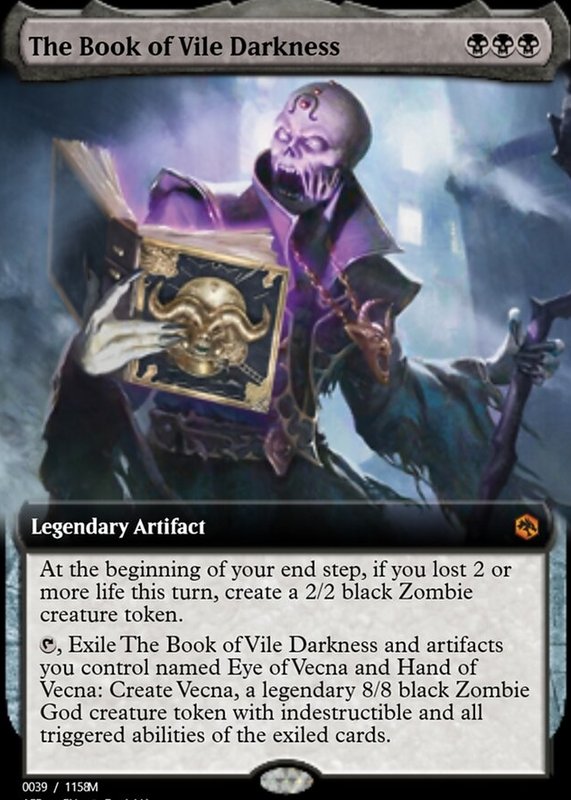 The Book of Vile Darkness
Legendary Artifact
At the beginning of your end step, if you lost 2 or
more life this turn, create a 2/2 black Zombie
creature token.
, Exile The Book of Vile Darkness and artifacts
you control named Eye of Vecna and Hand of
Vecna: Create Vecna, a legendary 8/8 black Zombie
God creature token with indestructible and all
triggered abilities of the exiled cards.
0039 / 1158M